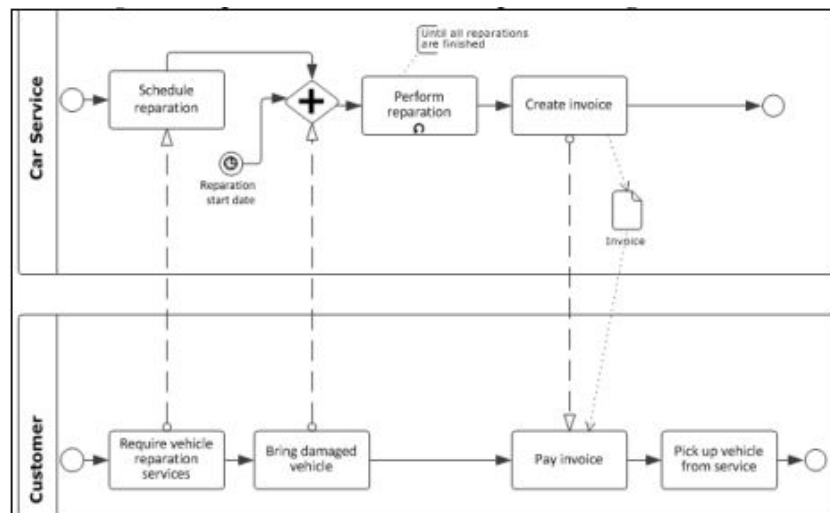 Car Service
Until all reparations
are finished
Schedule
reparation
Perform
reparation
Create invoice
Reparation
start date
Invoice
Customer
Require vehicle
reparation
services
Bring damaged
vehicle
Pay invoice
Pick up vehicle
from service